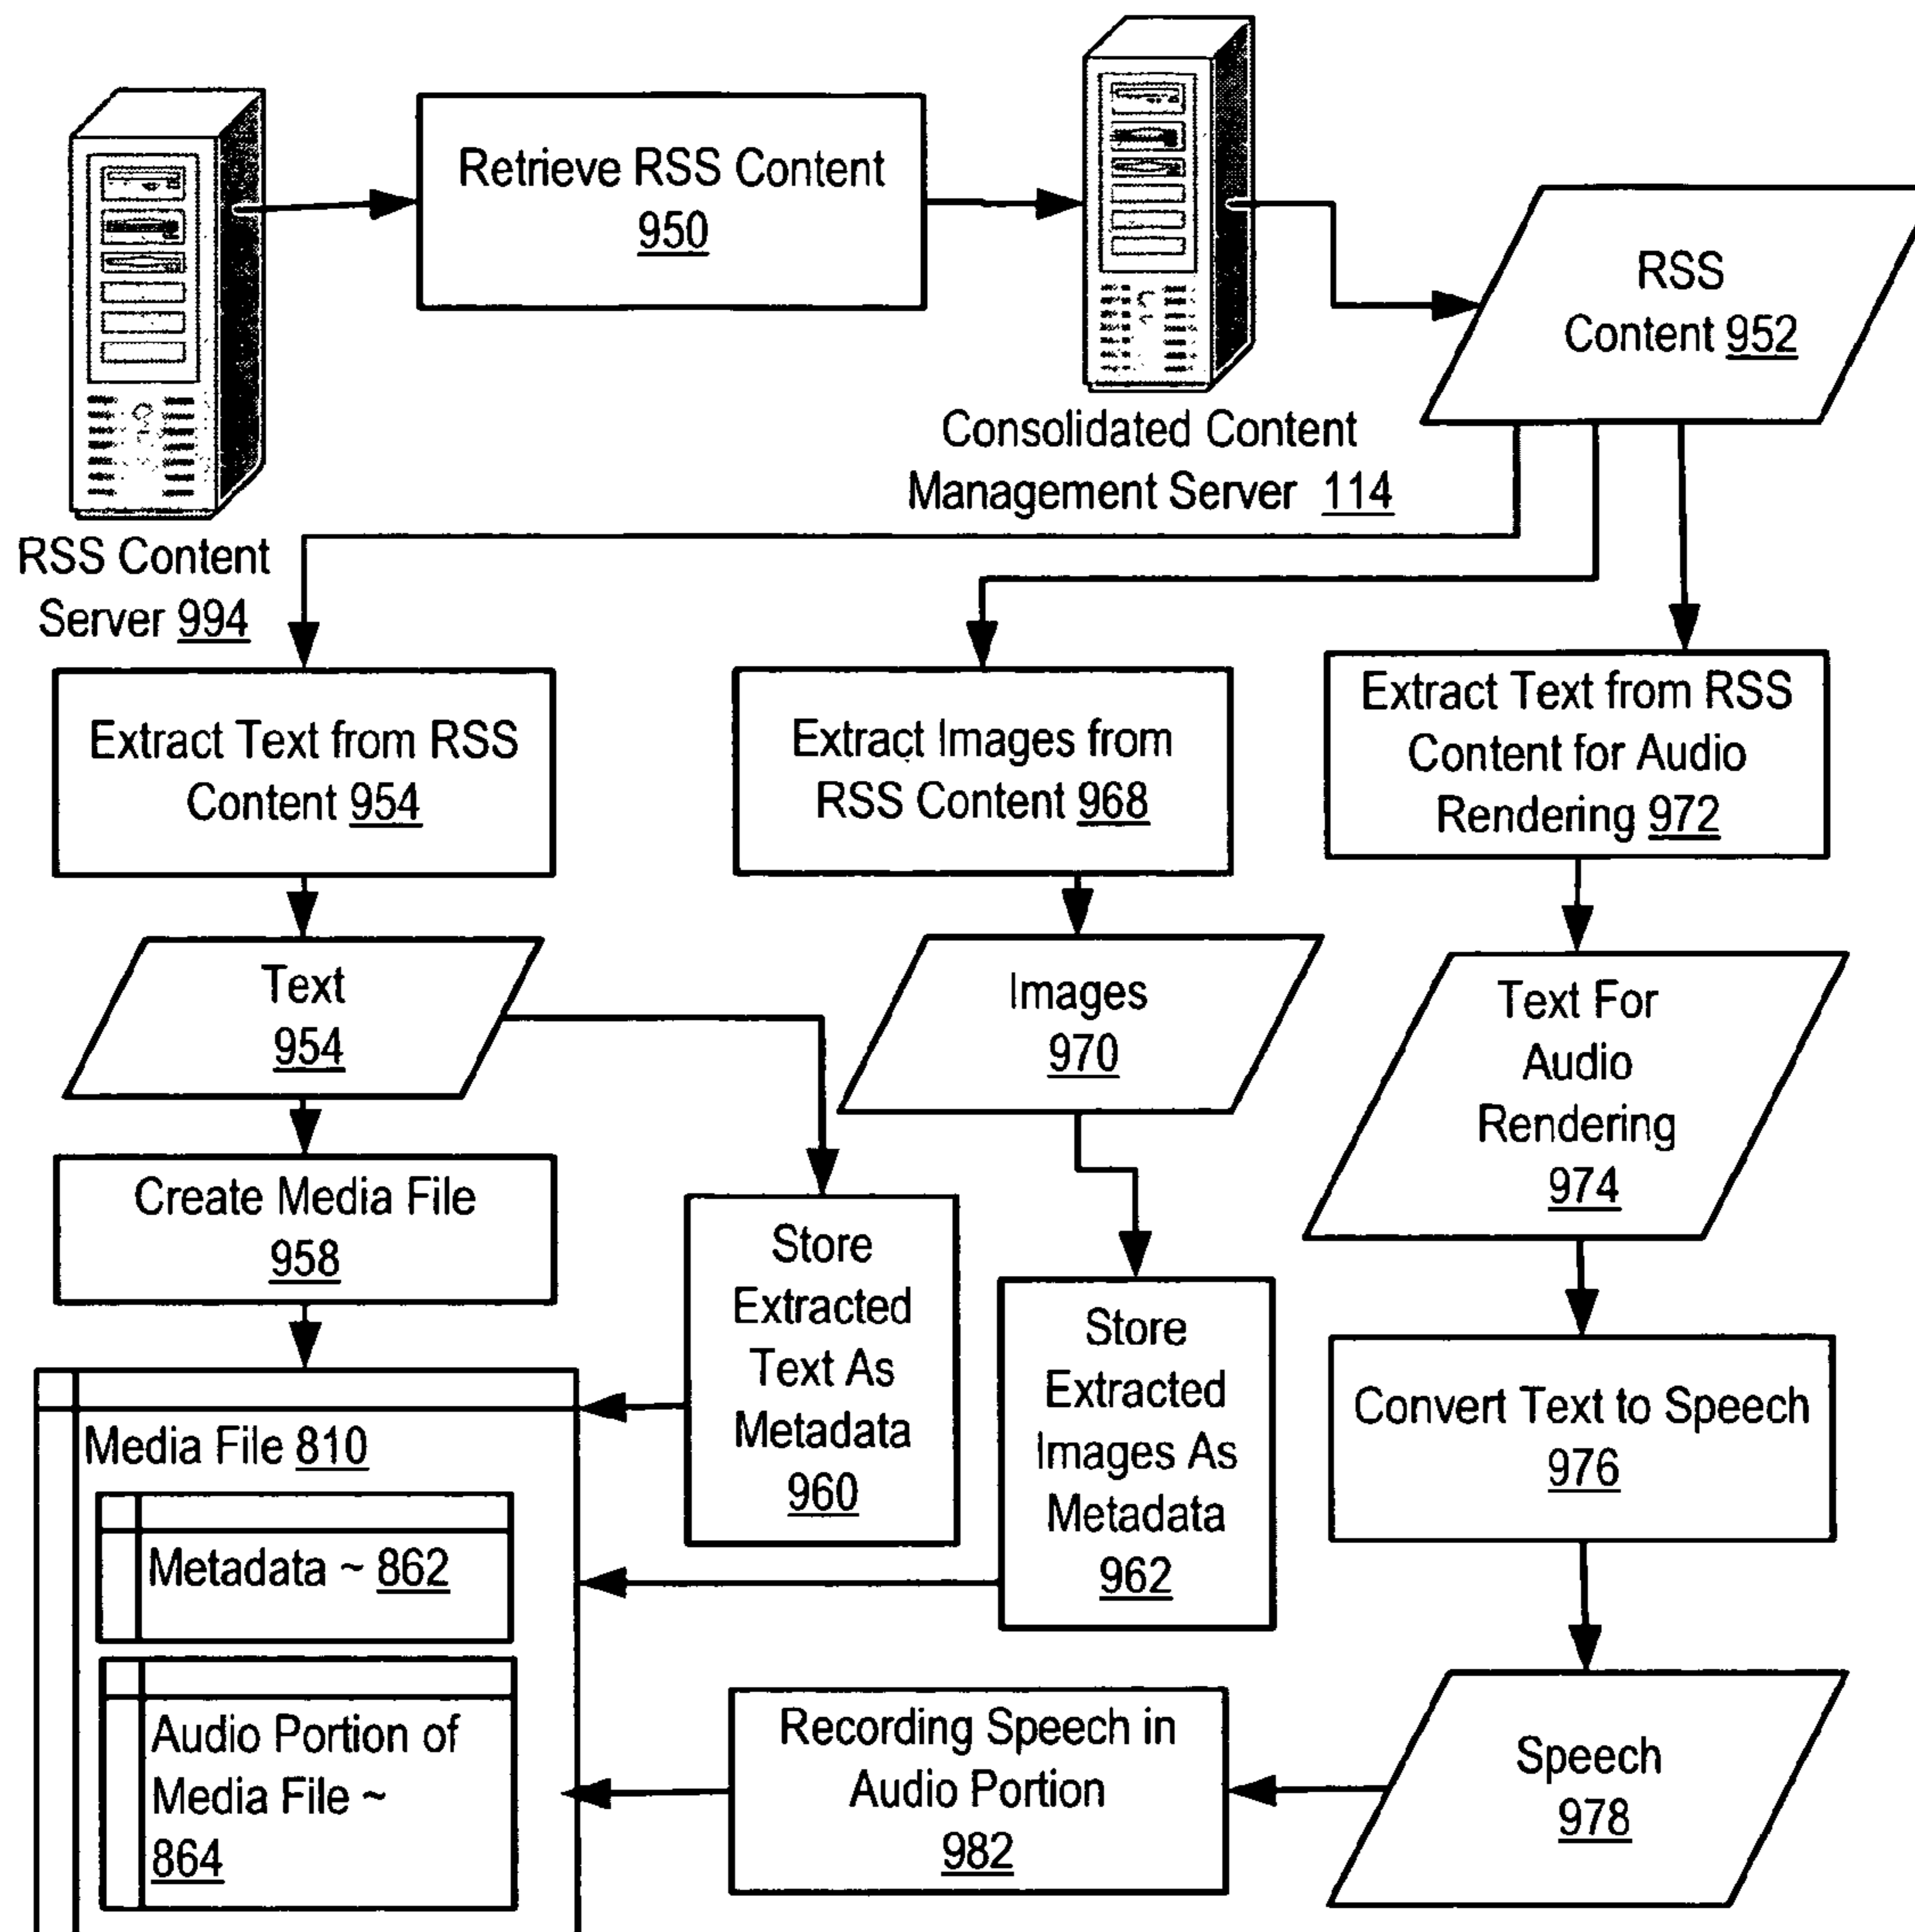 Retrieve RSS Content
950
RSS
Content 952
Consolidated Content
Management Server 114
RSS Content
Server 994
Extract Text from RSS
Content 954
Extract Images from
RSS Content 968
Extract Text from RSS
Content for Audio
Rendering 972
Text
954
Images
970
Text For
Audio
Rendering
974
Create Media File
958
Store
Extracted
Text As
Metadata
960
Store
Extracted
Images As
Metadata
962
Convert Text to Speech
976
Media File 810
Metadata ~ 862
Audio Portion of
Media File ~
864
Recording Speech in
Audio Portion
982
Speech
978